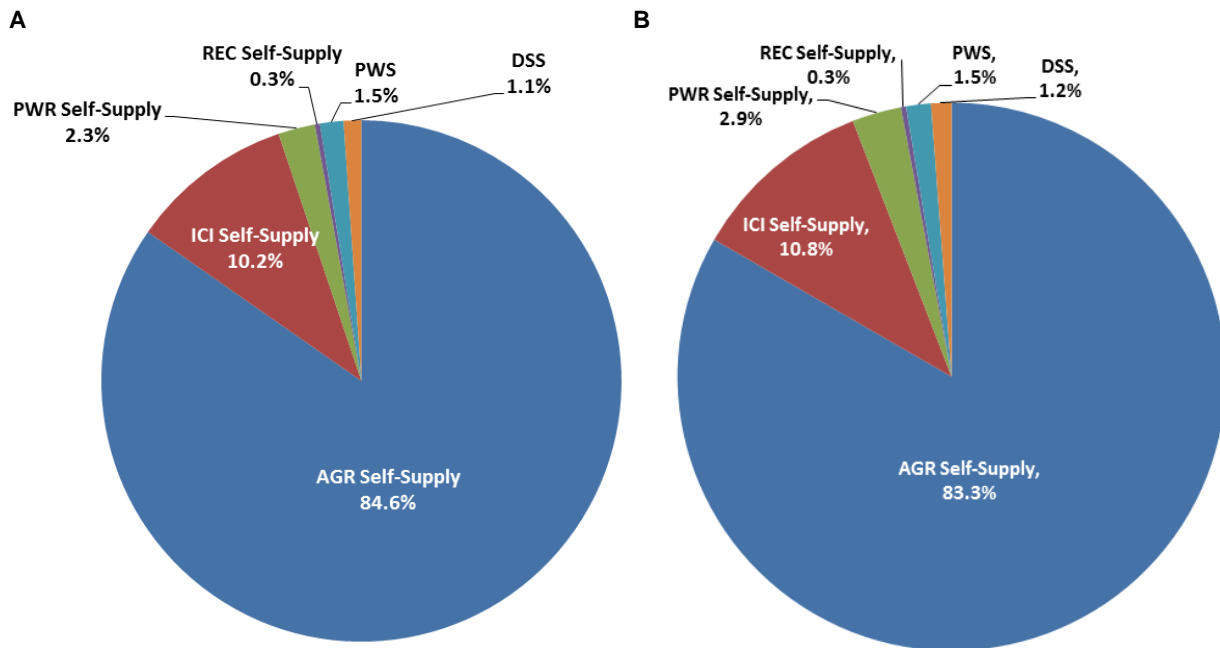 A
REC Self-Supply
0.3%
PWS
1.5%
DSS
1.1%
PWR Self-Supply
2.3%
ICI Self-Supply
10.2%
AGR Self-Supply
84.6%
B
REC Self-Supply,
0.3%
PWS,
1.5%
DSS,
1.2%
PWR Self-Supply,
2.9%
ICI Self-Supply,
10.8%
AGR Self-Supply,
83.3%